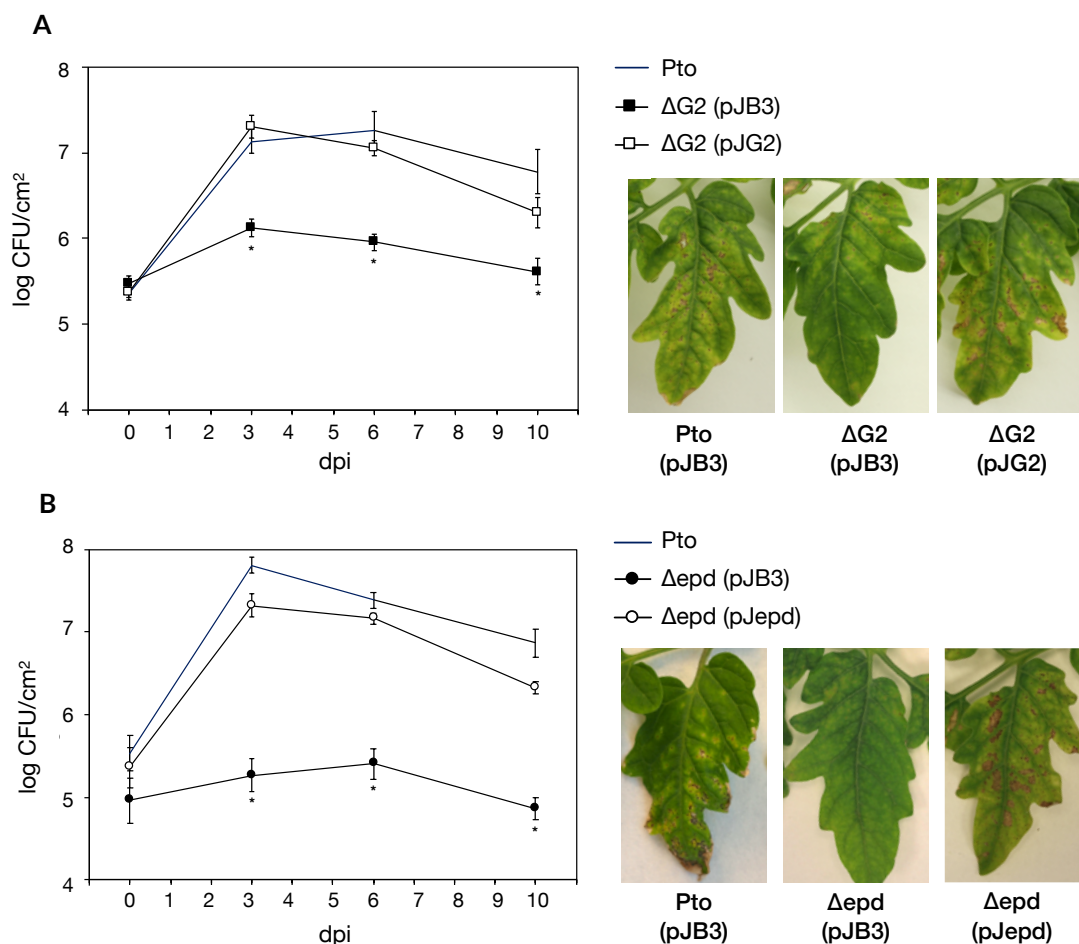 A
8
7
6
5
4
log CFU/cm²
0 1 2 3 4 5 6 7 8 9 10
dpi
Pto
ΔG2 (pJB3)
ΔG2 (pJG2)
*
*
*
Pto
(pJB3)
ΔG2
(pJB3)
ΔG2
(pJG2)
B
8
7
6
5
4
log CFU/cm²
0 1 2 3 4 5 6 7 8 9 10
dpi
Pto
Δepd (pJB3)
Δepd (pJepd)
*
*
*
Pto
(pJB3)
Δepd
(pJB3)
Δepd
(pJepd)